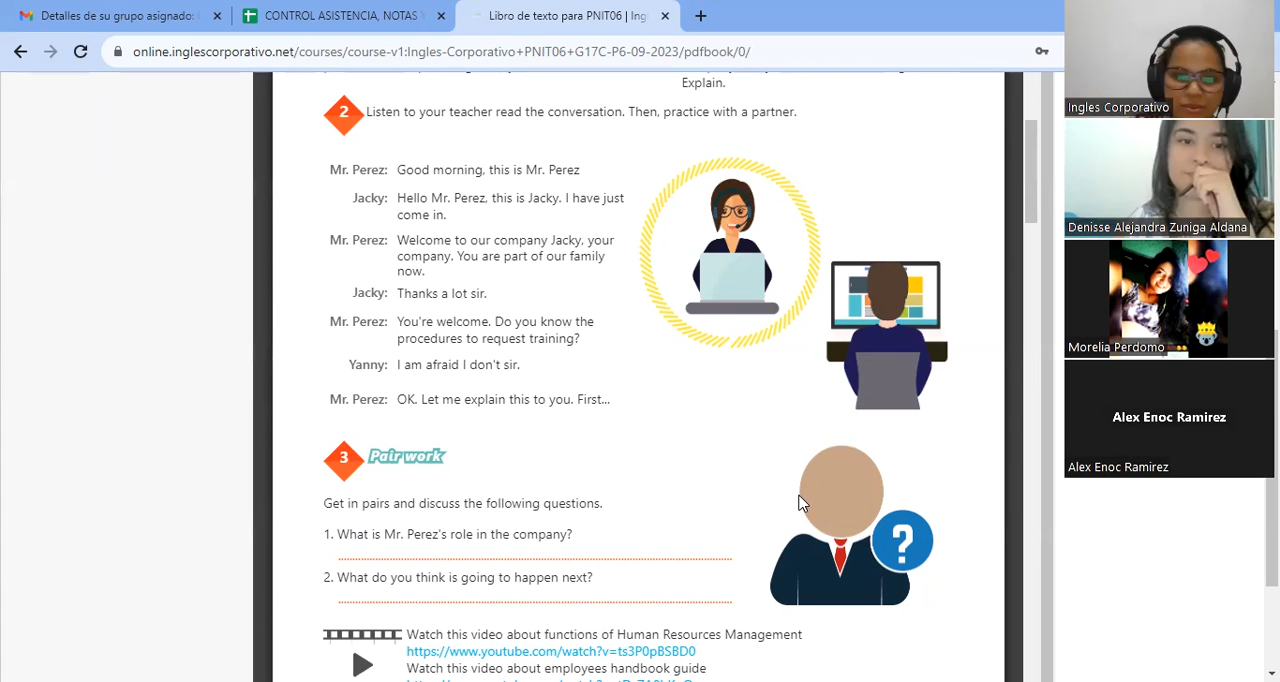 Detalles de su grupo asignado:
CONTROL ASISTENCIA, NOTAS
Libro de texto para PNIT06 | Ing
online.inglescorporativo.net/courses/course-v1:Ingles-Corporativo+PNIT06+G17C-P6-09-2023/pdfbook/0/
Explain.
2 Listen to your teacher read the conversation. Then, practice with a partner.
Mr. Perez: Good morning, this is Mr. Perez
Jacky: Hello Mr. Perez, this is Jacky. I have just
come in.
Mr. Perez: Welcome to our company Jacky, your
company. You are part of our family
now.
Jacky: Thanks a lot sir.
Mr. Perez: You're welcome. Do you know the
procedures to request training?
Yanny: I am afraid I don't sir.
Mr. Perez: OK. Let me explain this to you. First...
3 Pair work
Get in pairs and discuss the following questions.
1. What is Mr. Perez's role in the company?
2. What do you think is going to happen next?
?
Watch this video about functions of Human Resources Management
https://www.youtube.com/watch?v=ts3P0pBSBD0
Watch this video about employees handbook guide
Ingles Corporativo
Denisse Alejandra Zuniga Aldana
Morelia Perdomo
Alex Enoc Ramirez
Alex Enoc Ramirez